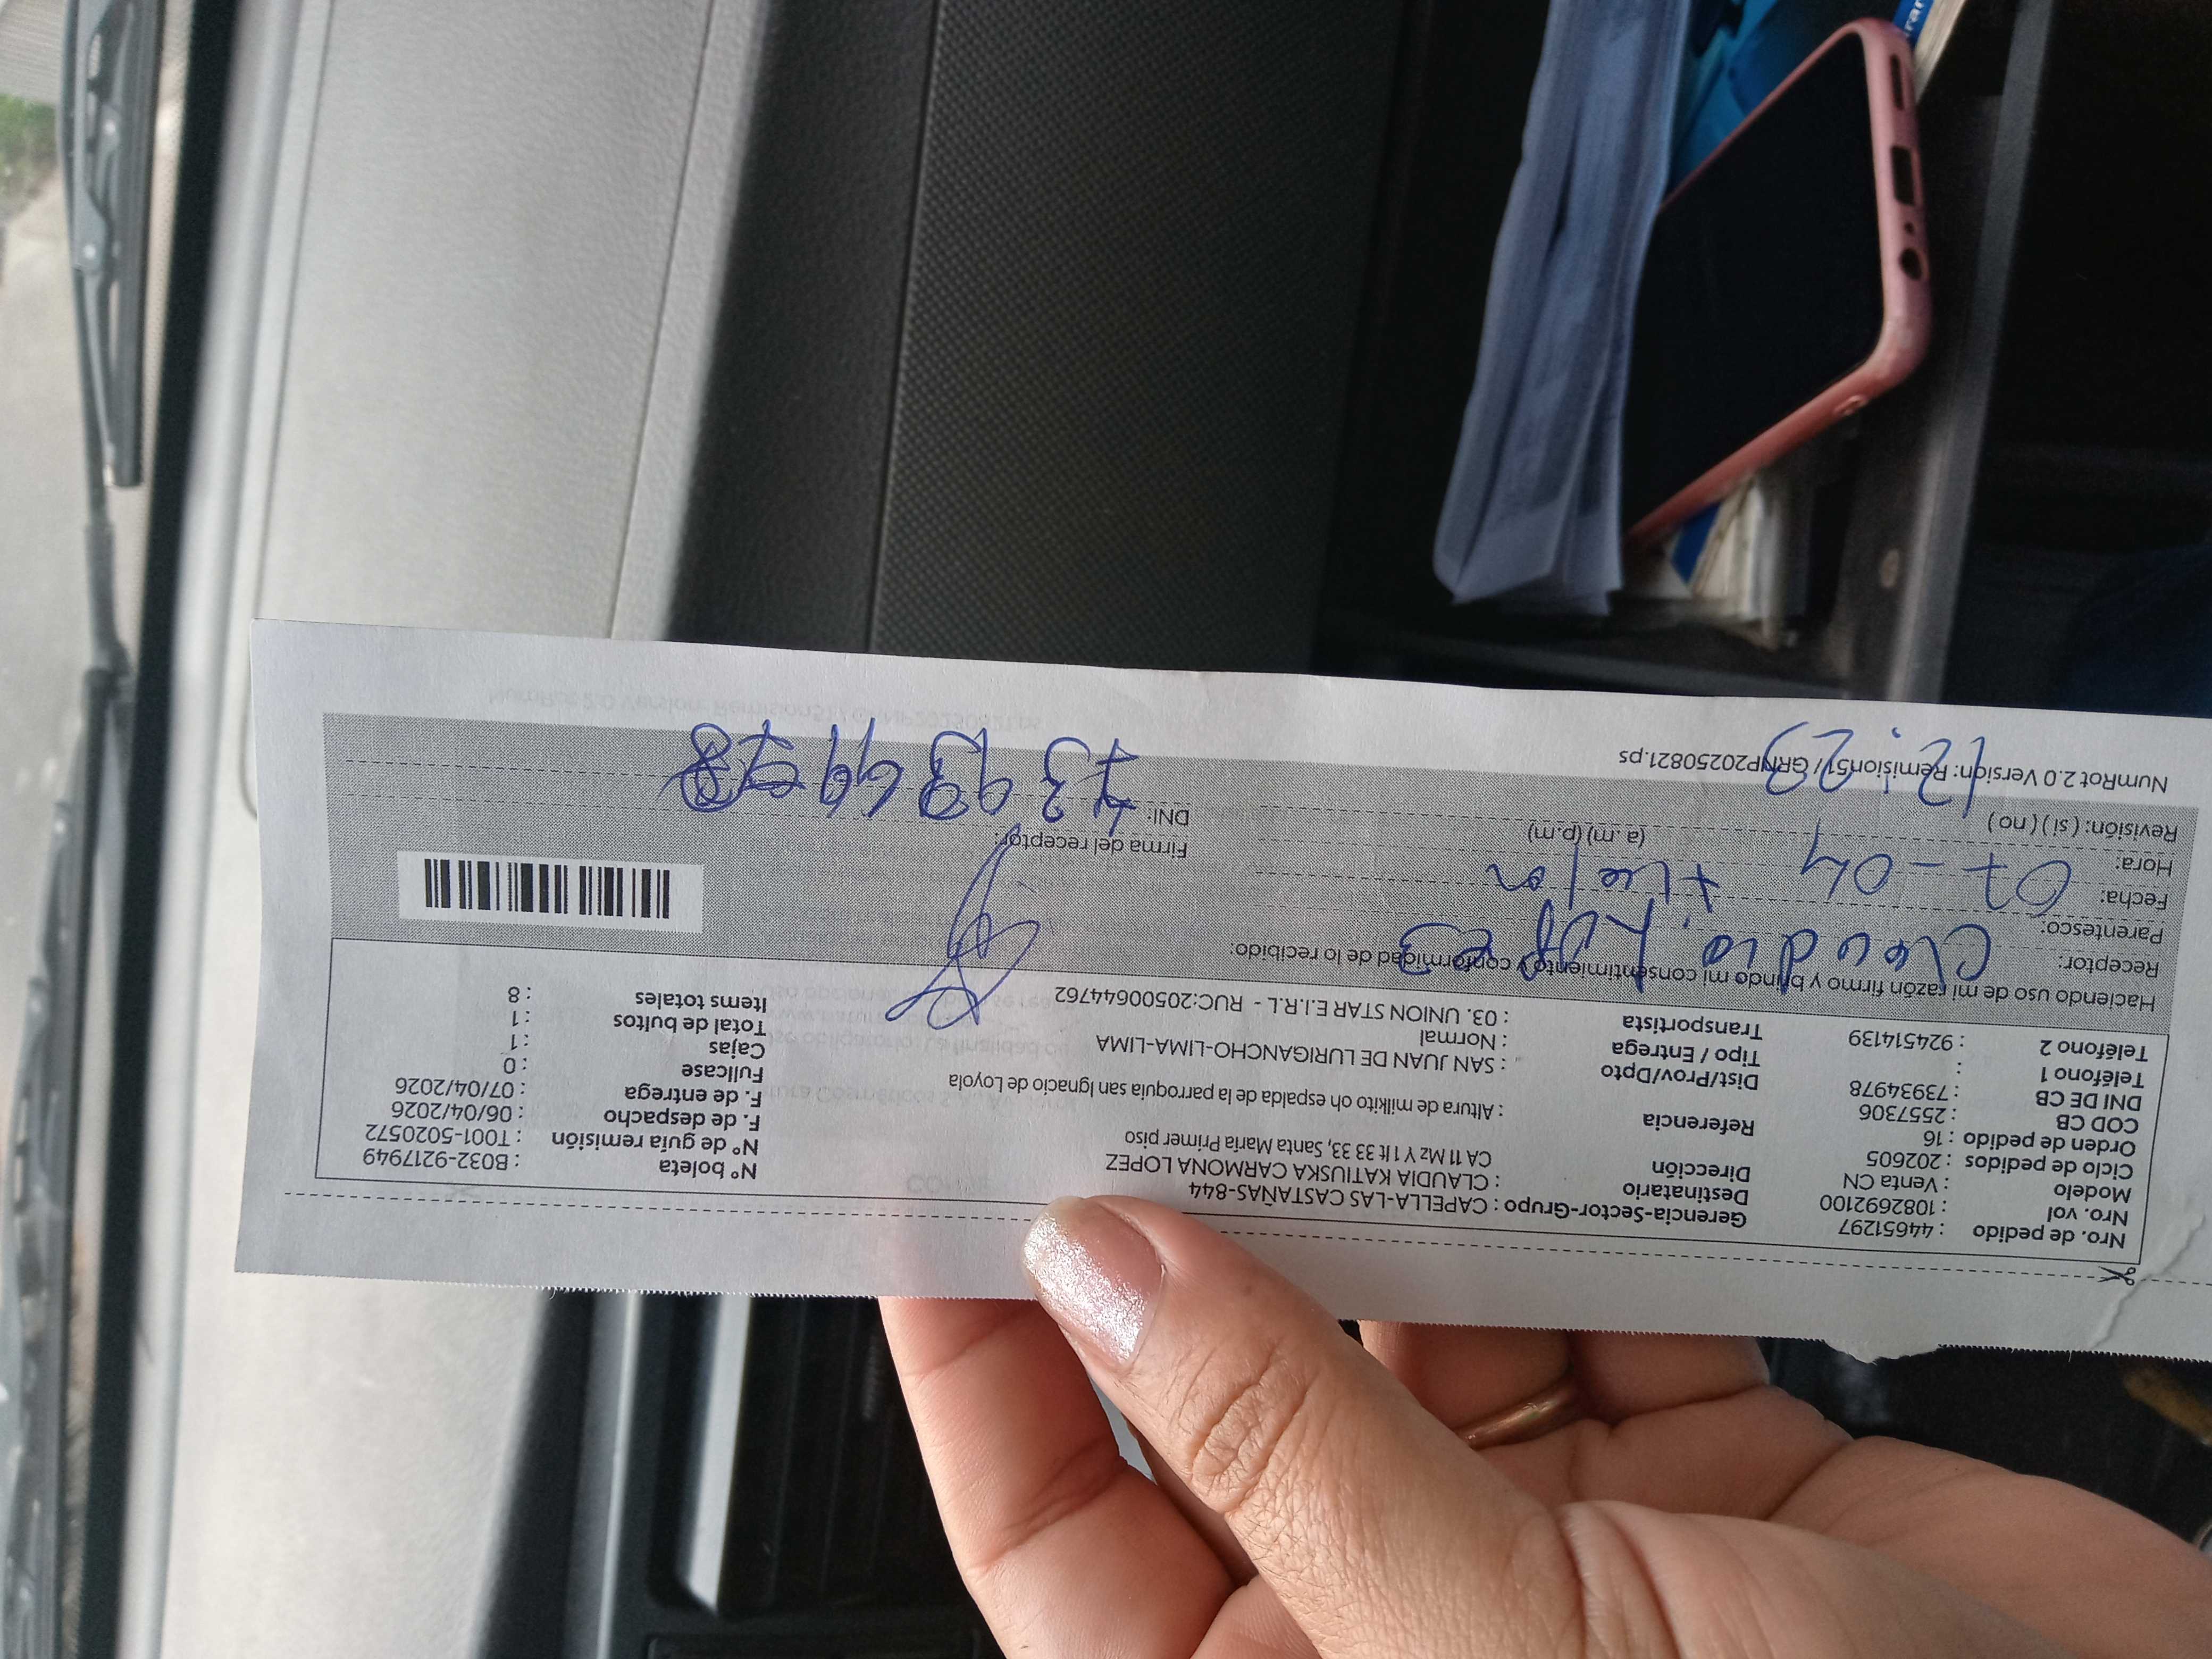 Nro. de pedido : 44651297
Nro. vol : 1082692100
Modelo : Venta CN
Ciclo de pedidos : 202605
Orden de pedido : 16
COD CB : 2557306
DNI DE CB : 73934978
Teléfono 1 :
Teléfono 2 : 924514139
Gerencia-Sector-Grupo : CAPELLA-LAS CASTAÑAS-844
Destinatario : CLAUDIA KATIUSKA CARMONA LOPEZ
Dirección CA 11 Mz Y 1 lt 33 33, Santa Maria Primer piso
Referencia : Altura de milkito oh espalda de la parroquia san Ignacio de Loyola
Dist/Prov/Dpto : SAN JUAN DE LURIGANCHO-LIMA-LIMA
Tipo / Entrega : Normal
Transportista : 03. UNION STAR E.I.R.L - RUC:20500644762
Nº boleta : B032-9217949
Nº de guía remisión : T001-5020572
F. de despacho : 06/04/2026
F. de entrega : 07/04/2026
Fullcase : 0
Cajas : 1
Total de bultos : 1
Items totales : 8
Haciendo uso de mi razón firmo y brindo mi consentimiento y conformidad de lo recibido:
Receptor: Claudia Lopez
Parentesco: titular
Fecha: 07-04
Hora: (a.m) (p.m)
Revisión: ( si ) ( no )
12:23
Firma del receptor:
DNI: 73934978
NumRot 2.0 Version: Remision51 / GRNP20250821.ps